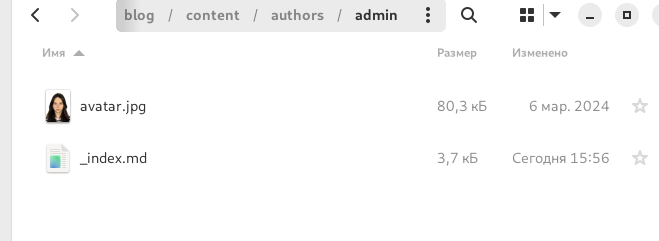 blog / content / authors / admin
Имя Размер Изменено
avatar.jpg 80,3 кБ 6 мар. 2024
_index.md 3,7 кБ Сегодня 15:56